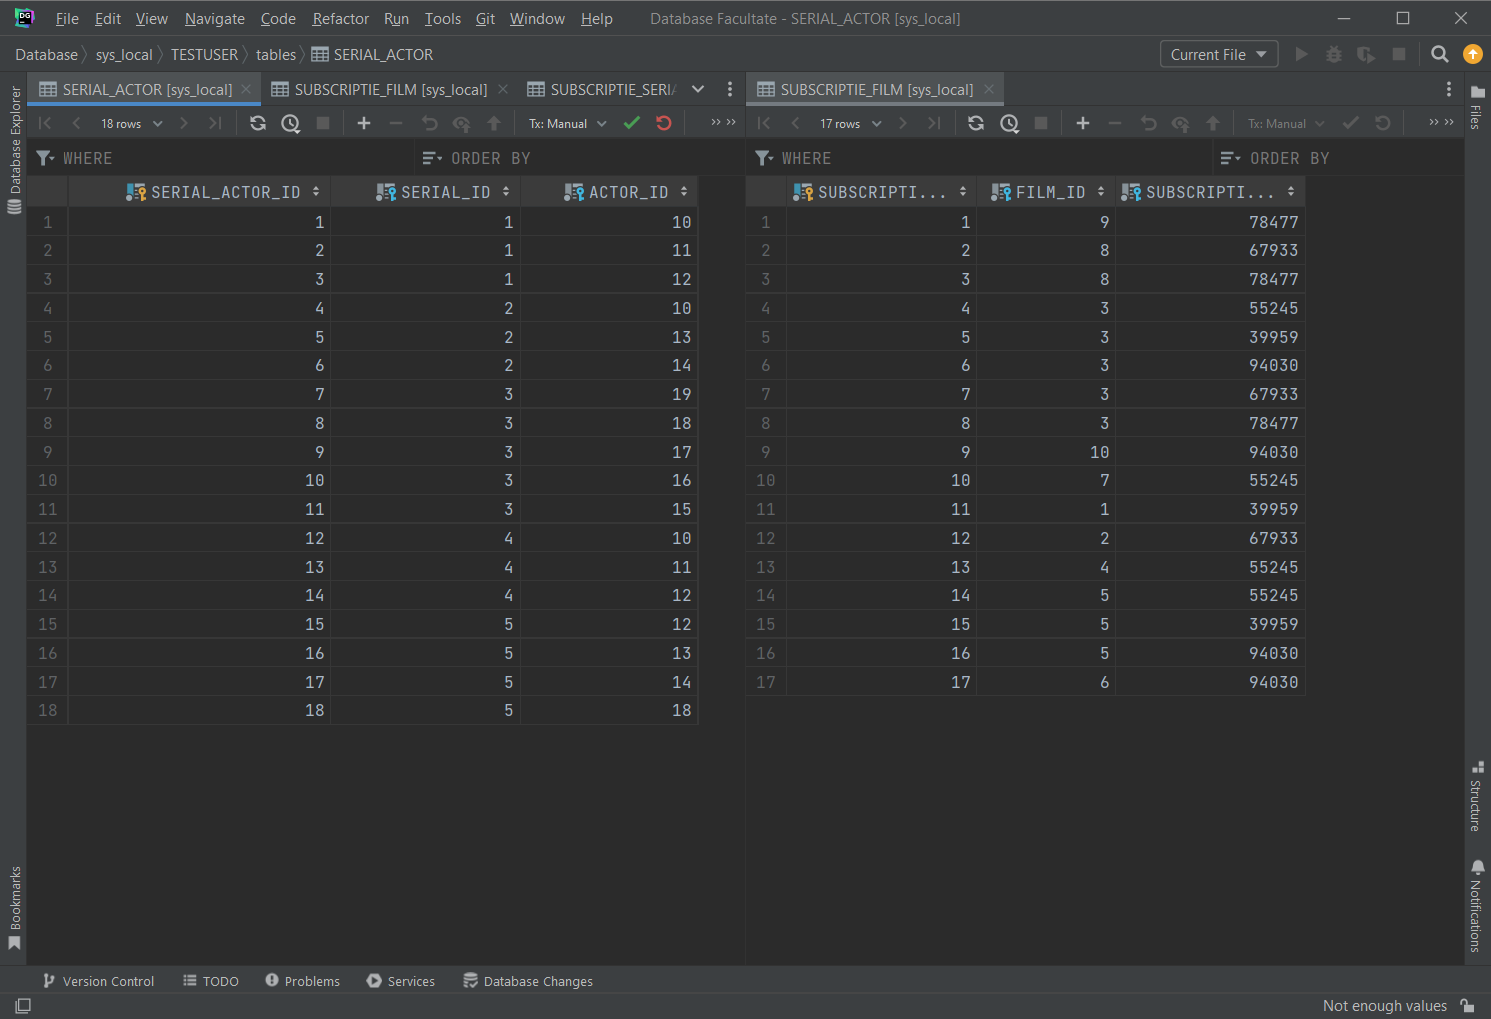 DG File Edit View Navigate Code Refactor Run Tools Git Window Help Database Facultate - SERIAL_ACTOR [sys_local]
Database sys_local TESTUSER tables SERIAL_ACTOR Current File
SERIAL_ACTOR [sys_local] SUBSCRIPTIE_FILM [sys_local] SUBSCRIPTIE_SERI SUBSCRIPTIE_FILM [sys_local]
18 rows Tx: Manual 17 rows Tx: Manual
WHERE ORDER BY WHERE ORDER BY
SERIAL_ACTOR_ID SERIAL_ID ACTOR_ID SUBSCRIPTI... FILM_ID SUBSCRIPTI...
1 1 1 10 1 1 9 78477
2 2 1 11 2 2 8 67933
3 3 1 12 3 3 8 78477
4 4 2 10 4 4 3 55245
5 5 2 13 5 5 3 39959
6 6 2 14 6 6 3 94030
7 7 3 19 7 7 3 67933
8 8 3 18 8 8 3 78477
9 9 3 17 9 9 10 94030
10 10 3 16 10 10 7 55245
11 11 3 15 11 11 1 39959
12 12 4 10 12 12 2 67933
13 13 4 11 13 13 4 55245
14 14 4 12 14 14 5 55245
15 15 5 12 15 15 5 39959
16 16 5 13 16 16 5 94030
17 17 5 14 17 17 6 94030
18 18 5 18
Database Explorer
Bookmarks
Files
Structure
Notifications
Version Control TODO Problems Services Database Changes
Not enough values